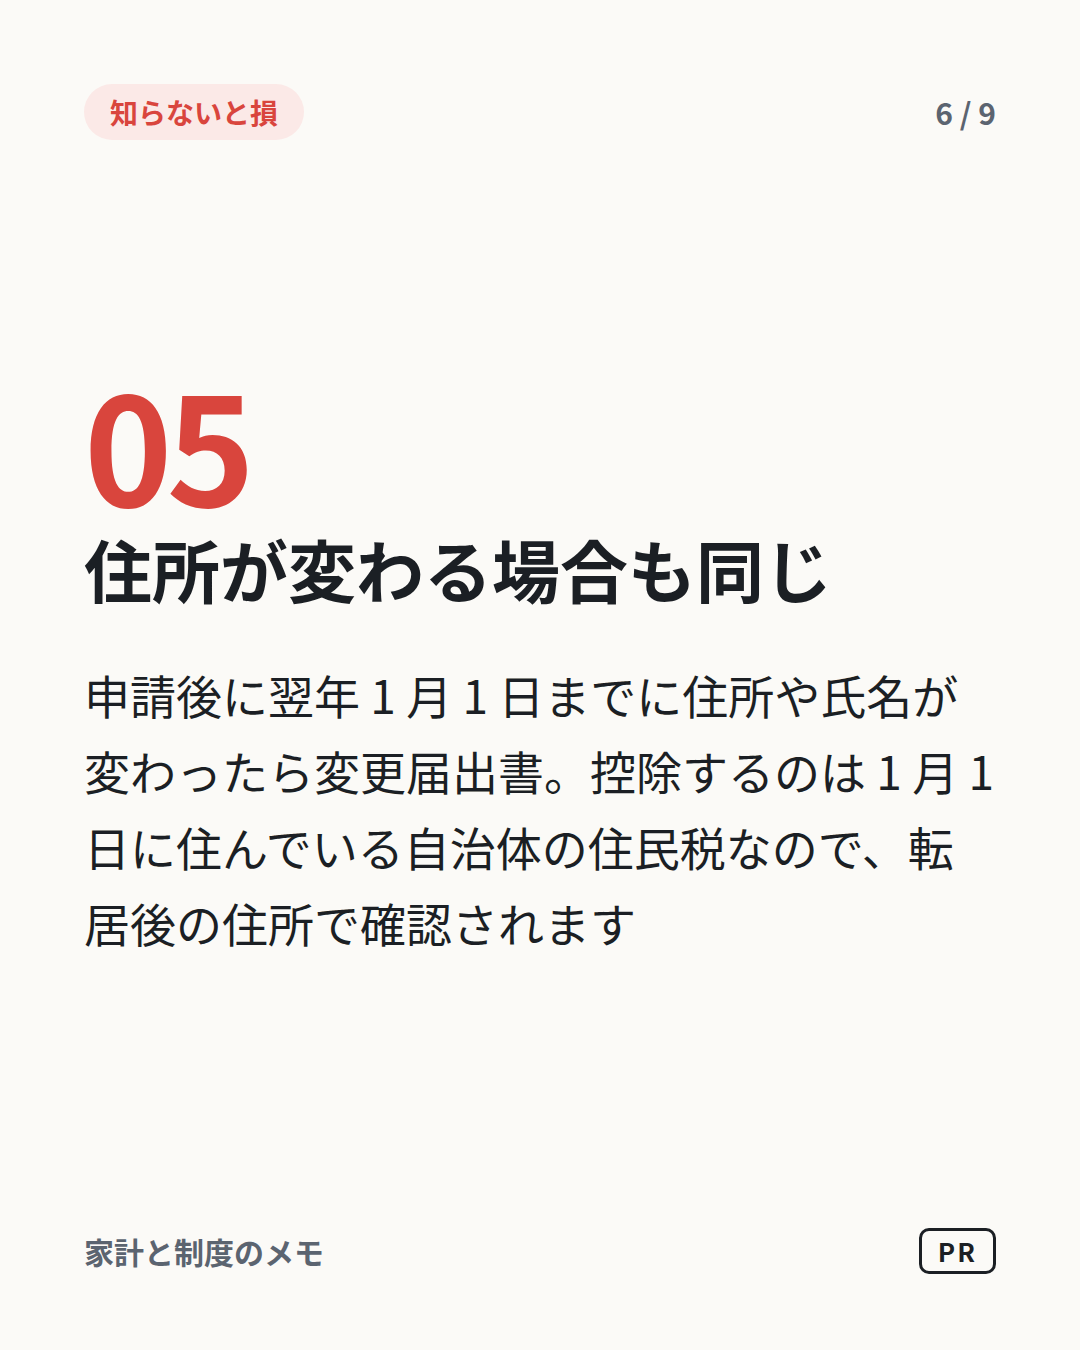 知らないと損
6 / 9
05
住所が変わる場合も同じ
申請後に翌年1月1日までに住所や氏名が
変わったら変更届出書。控除するのは1月1
日に住んでいる自治体の住民税なので、転
居後の住所で確認されます
家計と制度のメモ
PR